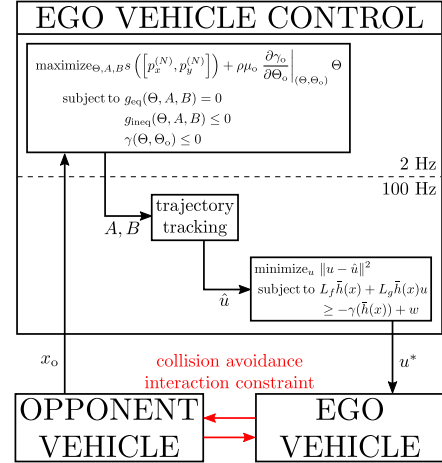 EGO VEHICLE CONTROL
maximize_{Θ,A,B} s([p_x^{(N)}, p_y^{(N)}]) + ρμ_o ∂γ_o/∂Θ_o|_{(Θ,Θ_o)} Θ
subject to g_eq(Θ, A, B) = 0
g_ineq(Θ, A, B) ≤ 0
γ(Θ, Θ_o) ≤ 0
2 Hz
100 Hz
A, B
trajectory
tracking
û
minimize_u ‖u − û‖²
subject to L_f h̄(x) + L_g h̄(x)u
≥ −γ(h̄(x)) + w
x_o
u*
collision avoidance
interaction constraint
OPPONENT
VEHICLE
EGO
VEHICLE